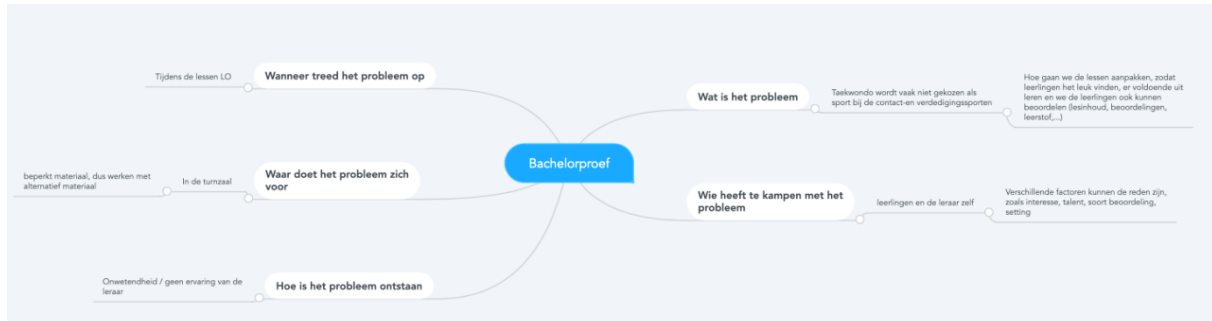 Bachelorproef
Wanneer treed het probleem op
Tijdens de lessen LO
Waar doet het probleem zich
voor
In de turnzaal
beperkt materiaal, dus werken met
alternatief materiaal
Hoe is het probleem ontstaan
Onwetendheid / geen ervaring van de
leraar
Wat is het probleem
Taekwondo wordt vaak niet gekozen als
sport bij de contact-en verdedigingssporten
Hoe gaan we de lessen aanpakken, zodat
leerlingen het leuk vinden, er voldoende uit
leren en we de leerlingen ook kunnen
beoordelen (lesinhoud, beoordelingen,
leerstof,...)
Wie heeft te kampen met het
probleem
leerlingen en de leraar zelf
Verschillende factoren kunnen de reden zijn,
zoals interesse, talent, soort beoordeling,
setting